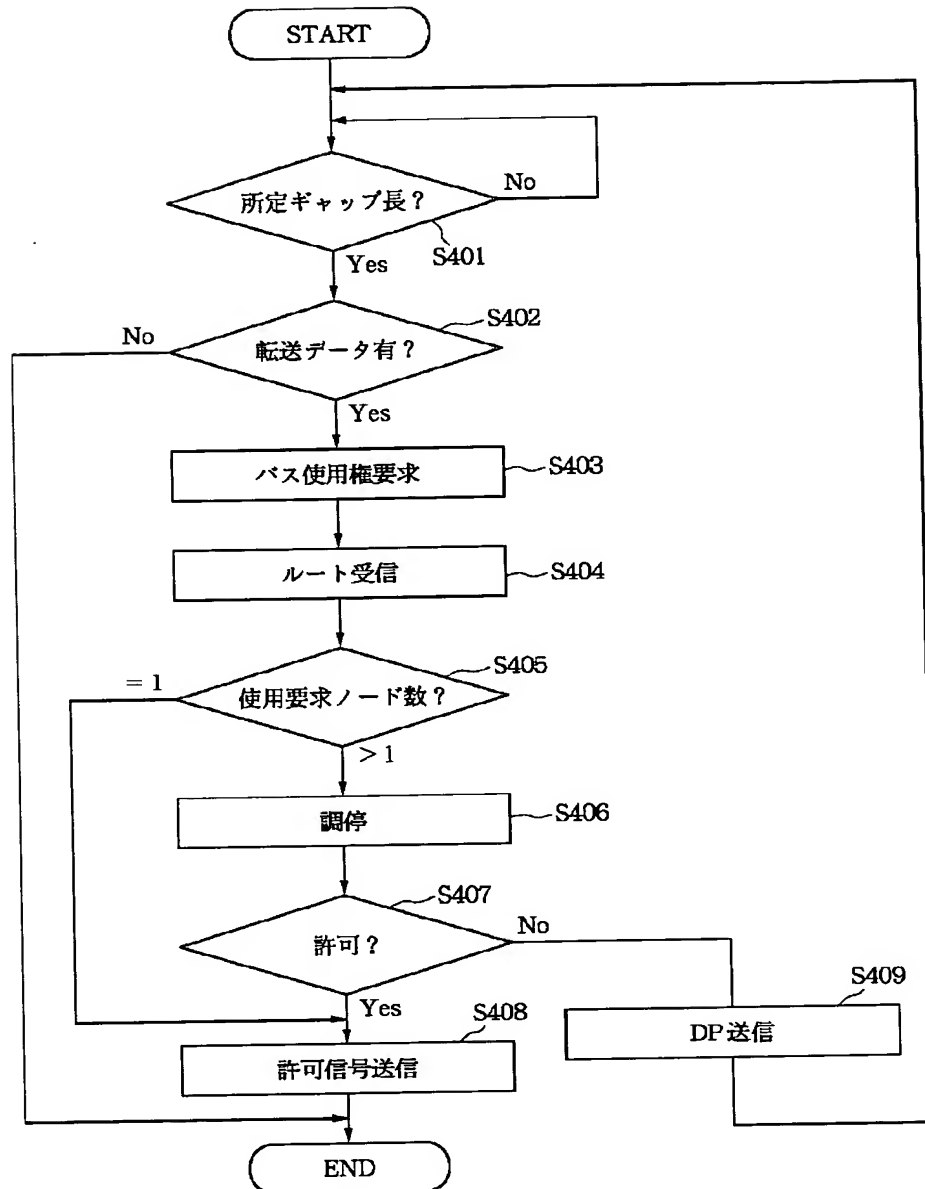 START
所定ギャップ長?
No
S401
Yes
S402
No
転送データ有?
Yes
バス使用権要求
S403
ルート受信
S404
S405
= 1
使用要求ノード数?
> 1
調停
S406
S407
許可?
No
Yes
S408
許可信号送信
S409
DP送信
END